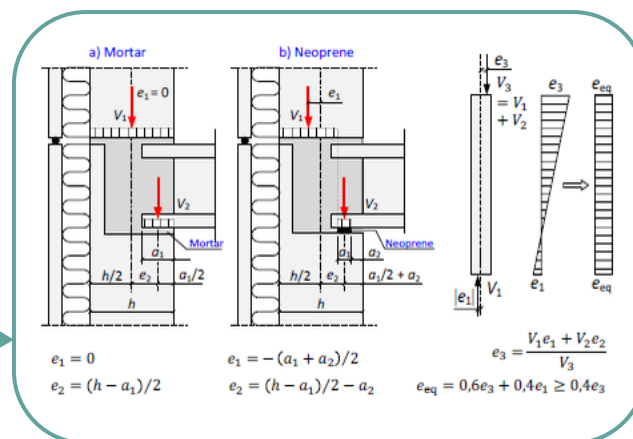 a) Mortar
b) Neoprene
e₁ = 0
V₁
V₂
Mortar
a₁
h/2
e₂
a₁/2
h
e₁ = 0
e₂ = (h − a₁)/2
e₁
V₁
V₂
Neoprene
a₁
a₂
h/2
e₂
a₁/2 + a₂
h
e₁ = −(a₁ + a₂)/2
e₂ = (h − a₁)/2 − a₂
e₃
V₃
= V₁
+ V₂
|e₁|
V₁
e₃
e₁
eeq
eeq
e₃ = (V₁e₁ + V₂e₂)/V₃
eeq = 0,6e₃ + 0,4e₁ ≥ 0,4e₃